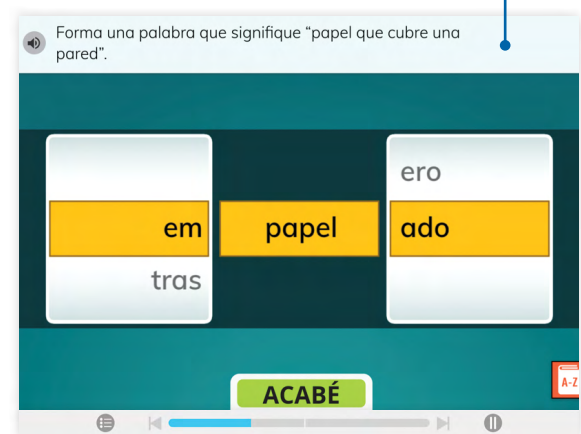 Forma una palabra que signifique “papel que cubre una
pared”.
ero
em papel ado
tras
ACABÉ
A-Z